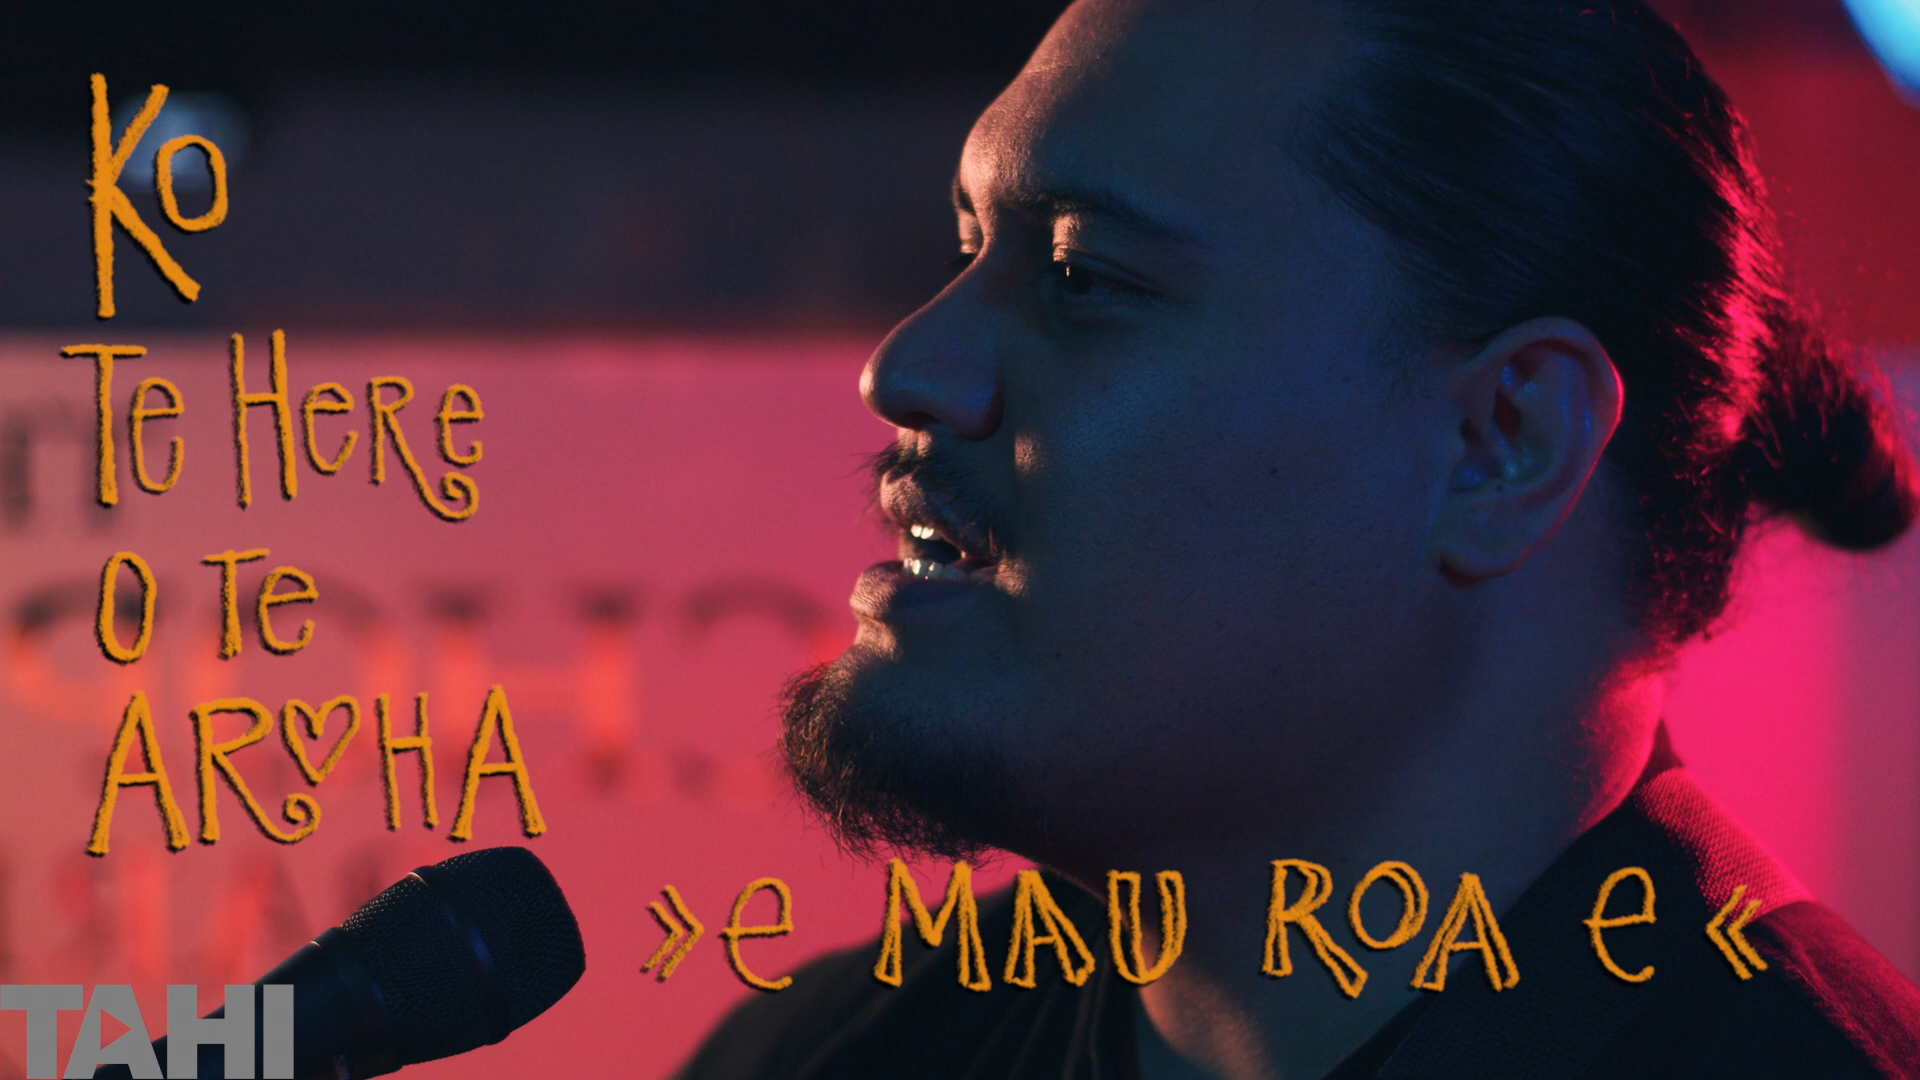 Ko
Te Here
O Te
AROHA
»e MAU ROA e«
TAHI